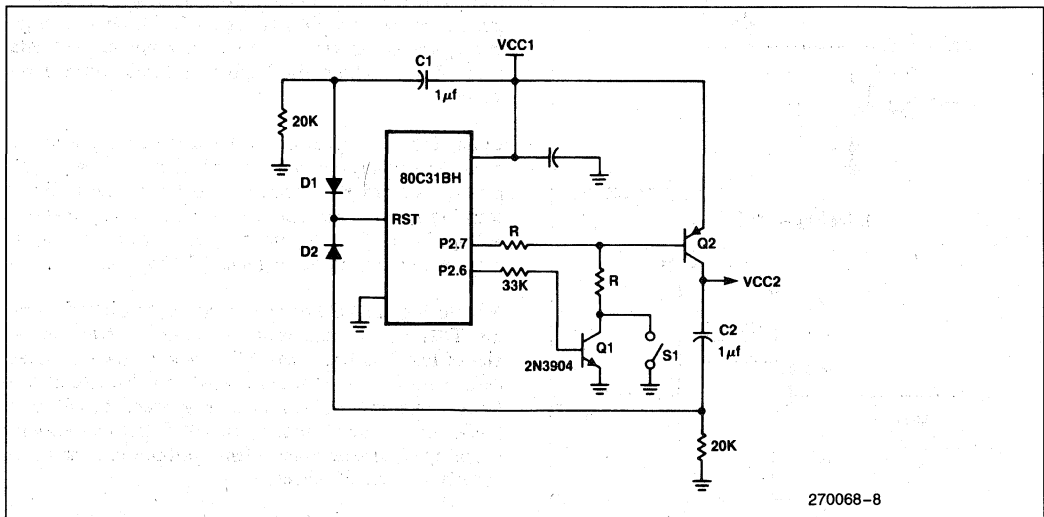 VCC1
C1
1μf
20K
D1
80C31BH
RST
D2
P2.7
R
P2.6
33K
R
Q2
VCC2
C2
1μf
2N3904
Q1
S1
20K
270068-8